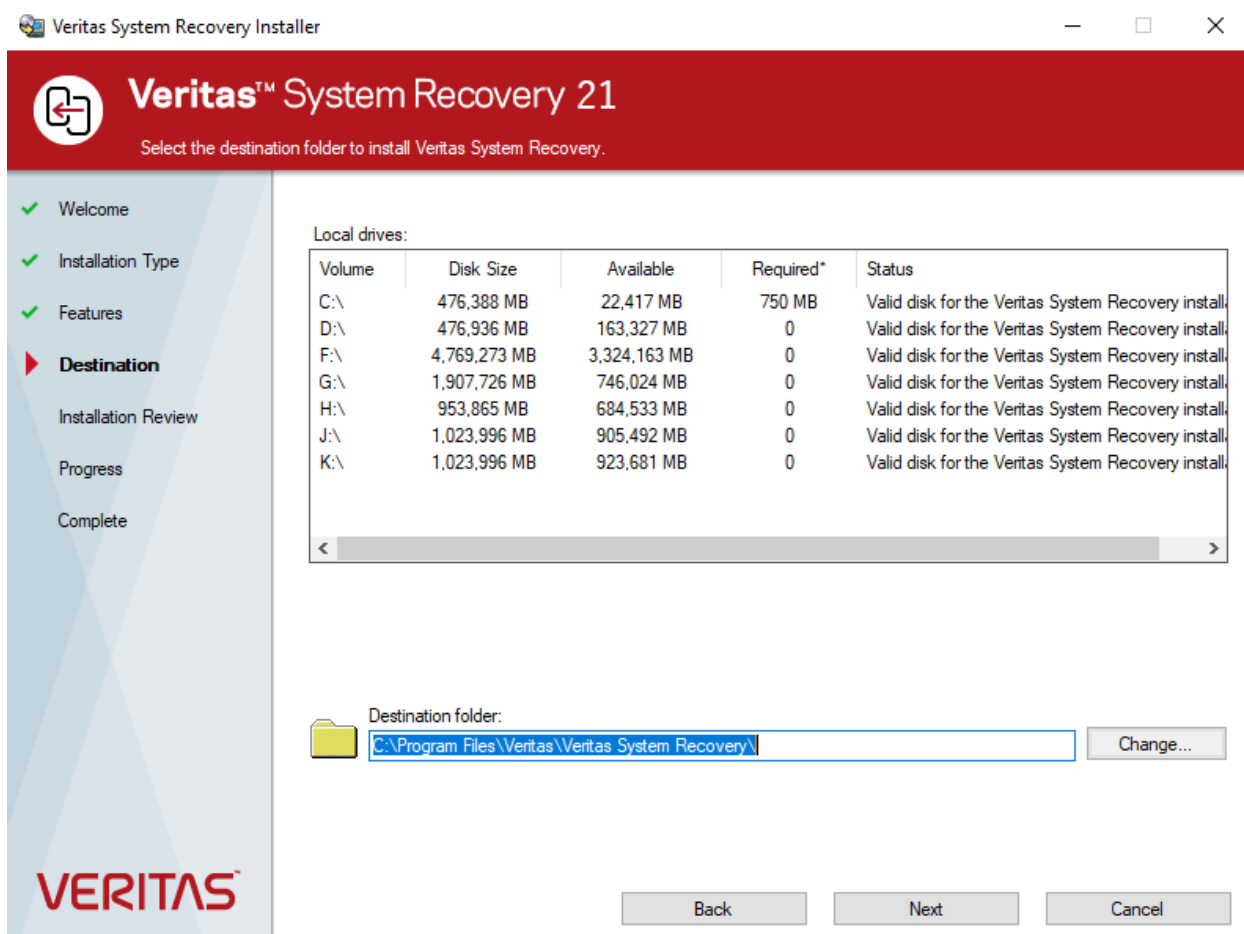 Veritas System Recovery Installer
Veritas™ System Recovery 21
Select the destination folder to install Veritas System Recovery.
Welcome
Installation Type
Features
Destination
Installation Review
Progress
Complete
Local drives:
Volume Disk Size Available Required* Status
C:\ 476,388 MB 22,417 MB 750 MB Valid disk for the Veritas System Recovery install
D:\ 476,936 MB 163,327 MB 0 Valid disk for the Veritas System Recovery install
F:\ 4,769,273 MB 3,324,163 MB 0 Valid disk for the Veritas System Recovery install
G:\ 1,907,726 MB 746,024 MB 0 Valid disk for the Veritas System Recovery install
H:\ 953,865 MB 684,533 MB 0 Valid disk for the Veritas System Recovery install
J:\ 1,023,996 MB 905,492 MB 0 Valid disk for the Veritas System Recovery install
K:\ 1,023,996 MB 923,681 MB 0 Valid disk for the Veritas System Recovery install
Destination folder:
C:\Program Files\Veritas\Veritas System Recovery\
Change...
VERITAS™
Back Next Cancel